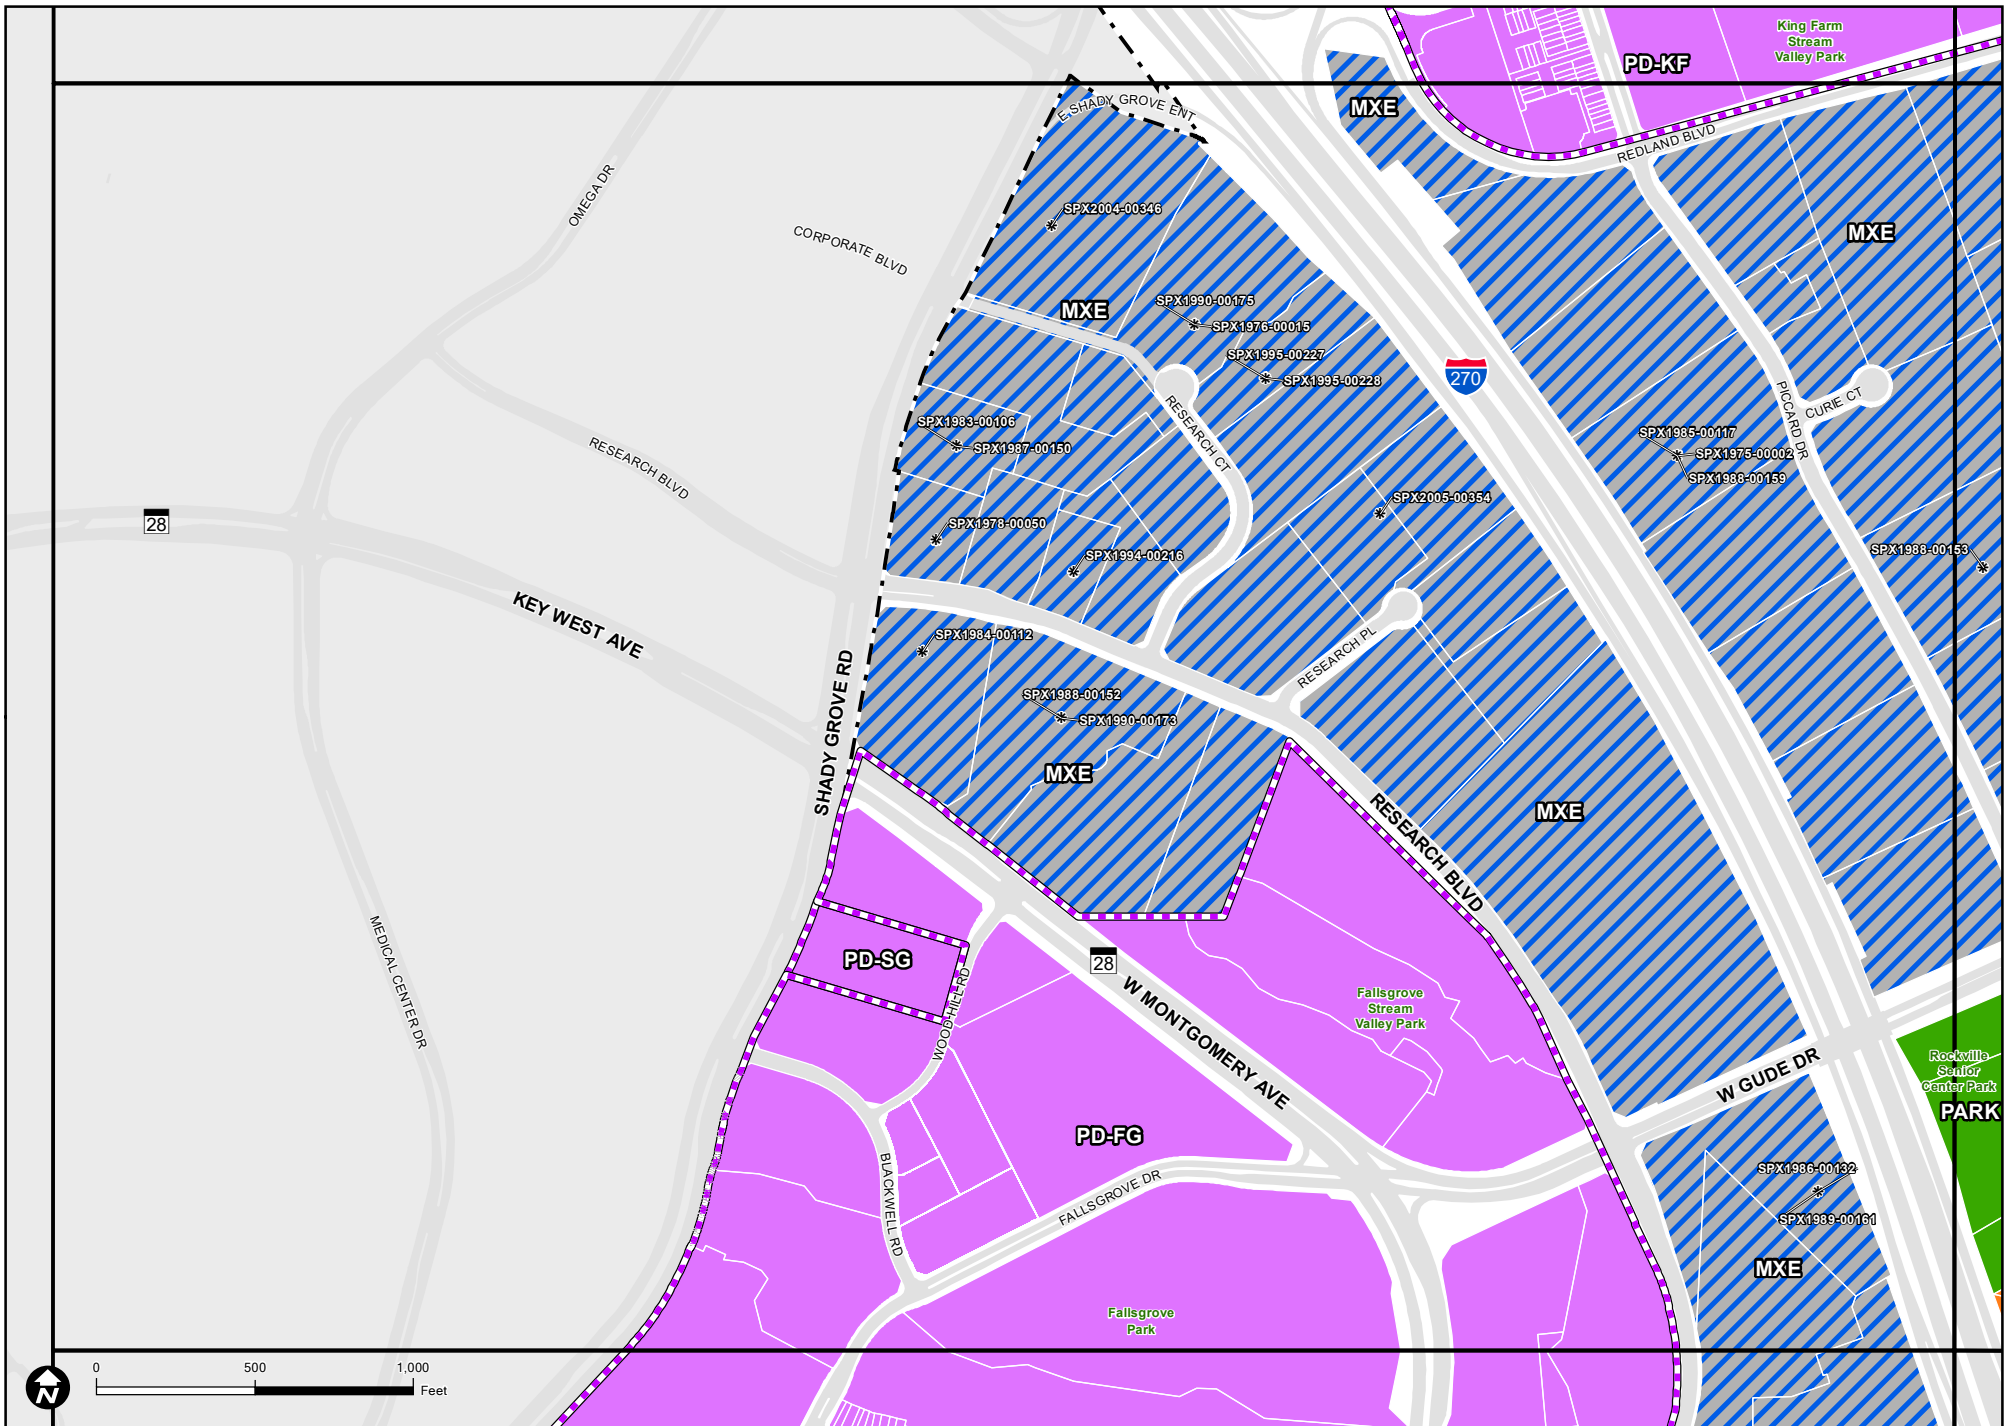 King Farm
Stream
Valley Park
PD-KF
MXE
E SHADY GROVE ENT
REDLAND BLVD
OMEGA DR
SPX2004-00346
CORPORATE BLVD
MXE
SPX1990-00175
MXE
SPX1976-00015
SPX1995-00227
270
SPX1995-00228
PICCARD DR
CURIE CT
SPX1983-00106
RESEARCH CT
SPX1985-00117
SPX1987-00150
SPX1975-00002
RESEARCH BLVD
SPX1988-00159
SPX2005-00354
28
SPX1978-00050
SPX1994-00216
SPX1988-00153
KEY WEST AVE
SPX1984-00112
RESEARCH PL
SHADY GROVE RD
SPX1988-00152
SPX1990-00173
MXE
MXE
RESEARCH BLVD
MEDICAL CENTER DR
PD-SG
28
W MONTGOMERY AVE
WOOD HILL RD
Fallsgrove
Stream
Valley Park
W GUDE DR
Rockville
Senior
Center Park
PARK
PD-FG
BLACKWELL RD
FALLSGROVE DR
SPX1986-00132
SPX1989-00161
MXE
Fallsgrove
Park
N
0 500 1,000
Feet